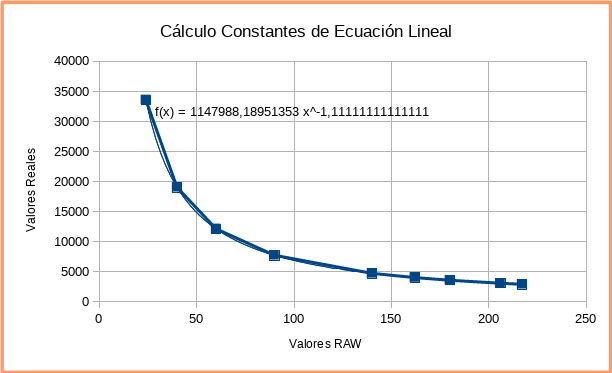 Cálculo Constantes de Ecuación Lineal
40000
35000
f(x) = 1147988,18951353 x^-1,11111111111111
30000
25000
20000
15000
10000
5000
0
Valores Reales
0 50 100 150 200 250
Valores RAW